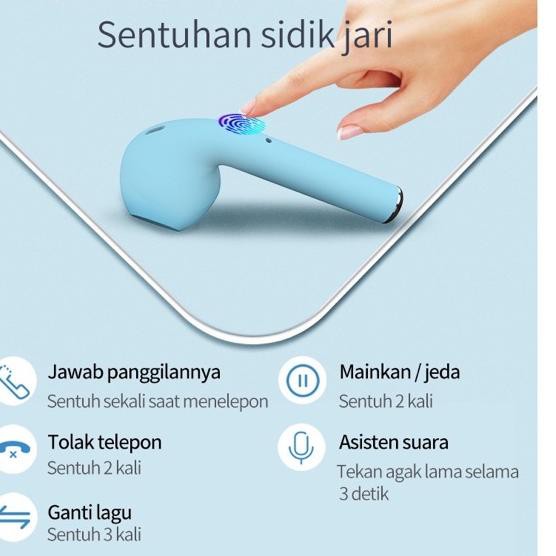 Sentuhan sidik jari
Jawab panggilannya
Sentuh sekali saat menelepon
Mainkan / jeda
Sentuh 2 kali
Tolak telepon
Sentuh 2 kali
Asisten suara
Tekan agak lama selama
3 detik
Ganti lagu
Sentuh 3 kali